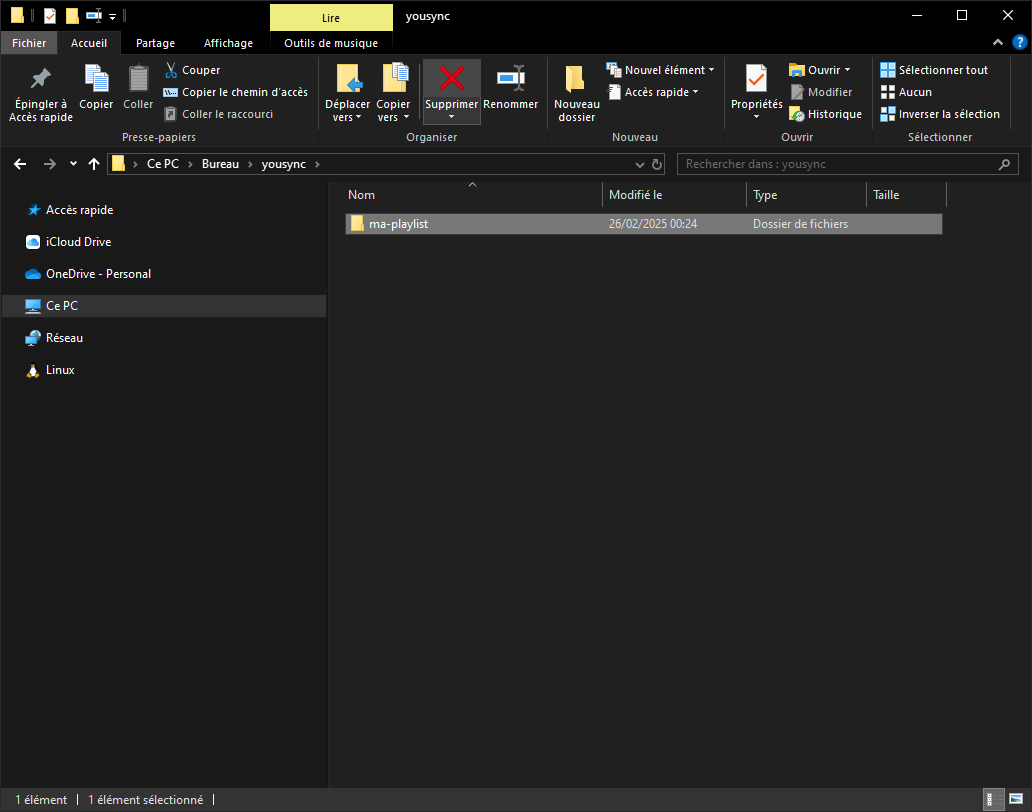 Lire
yousync
Fichier
Accueil
Partage
Affichage
Outils de musique
Épingler à
Accès rapide
Copier
Coller
Couper
Copier le chemin d'accès
Coller le raccourci
Presse-papiers
Déplacer
vers
Copier
vers
Supprimer
Renommer
Organiser
Nouveau
dossier
Nouvel élément
Accès rapide
Nouveau
Propriétés
Ouvrir
Modifier
Historique
Ouvrir
Sélectionner tout
Aucun
Inverser la sélection
Sélectionner
Ce PC > Bureau > yousync >
Rechercher dans : yousync
Accès rapide
iCloud Drive
OneDrive - Personal
Ce PC
Réseau
Linux
Nom Modifié le Type Taille
ma-playlist 26/02/2025 00:24 Dossier de fichiers
1 élément 1 élément sélectionné